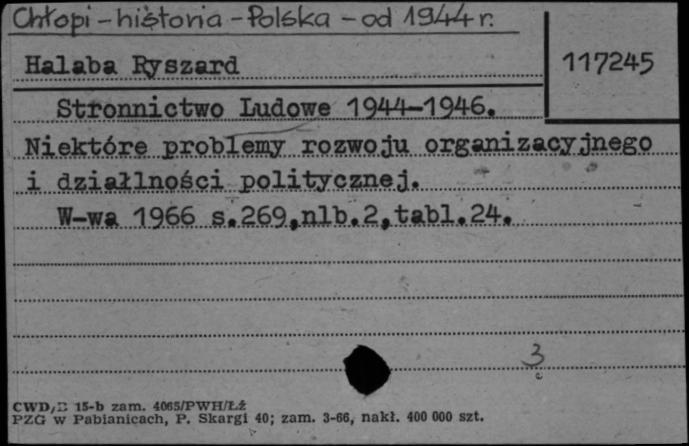 Chłopi - historia - Polska - od 1944 r.
Halaba Ryszard
117245
Stronnictwo Ludowe 1944-1946.
Niektóre problemy rozwoju organizacyjnego
i działlności politycznej.
W-wa 1966 s.269,nlb.2,tabl.24.
3
CWD, 15-b zam. 4065/PWH/Łż
PZG w Pabianicach, P. Skargi 40; zam. 3-66, nakł. 400 000 szt.